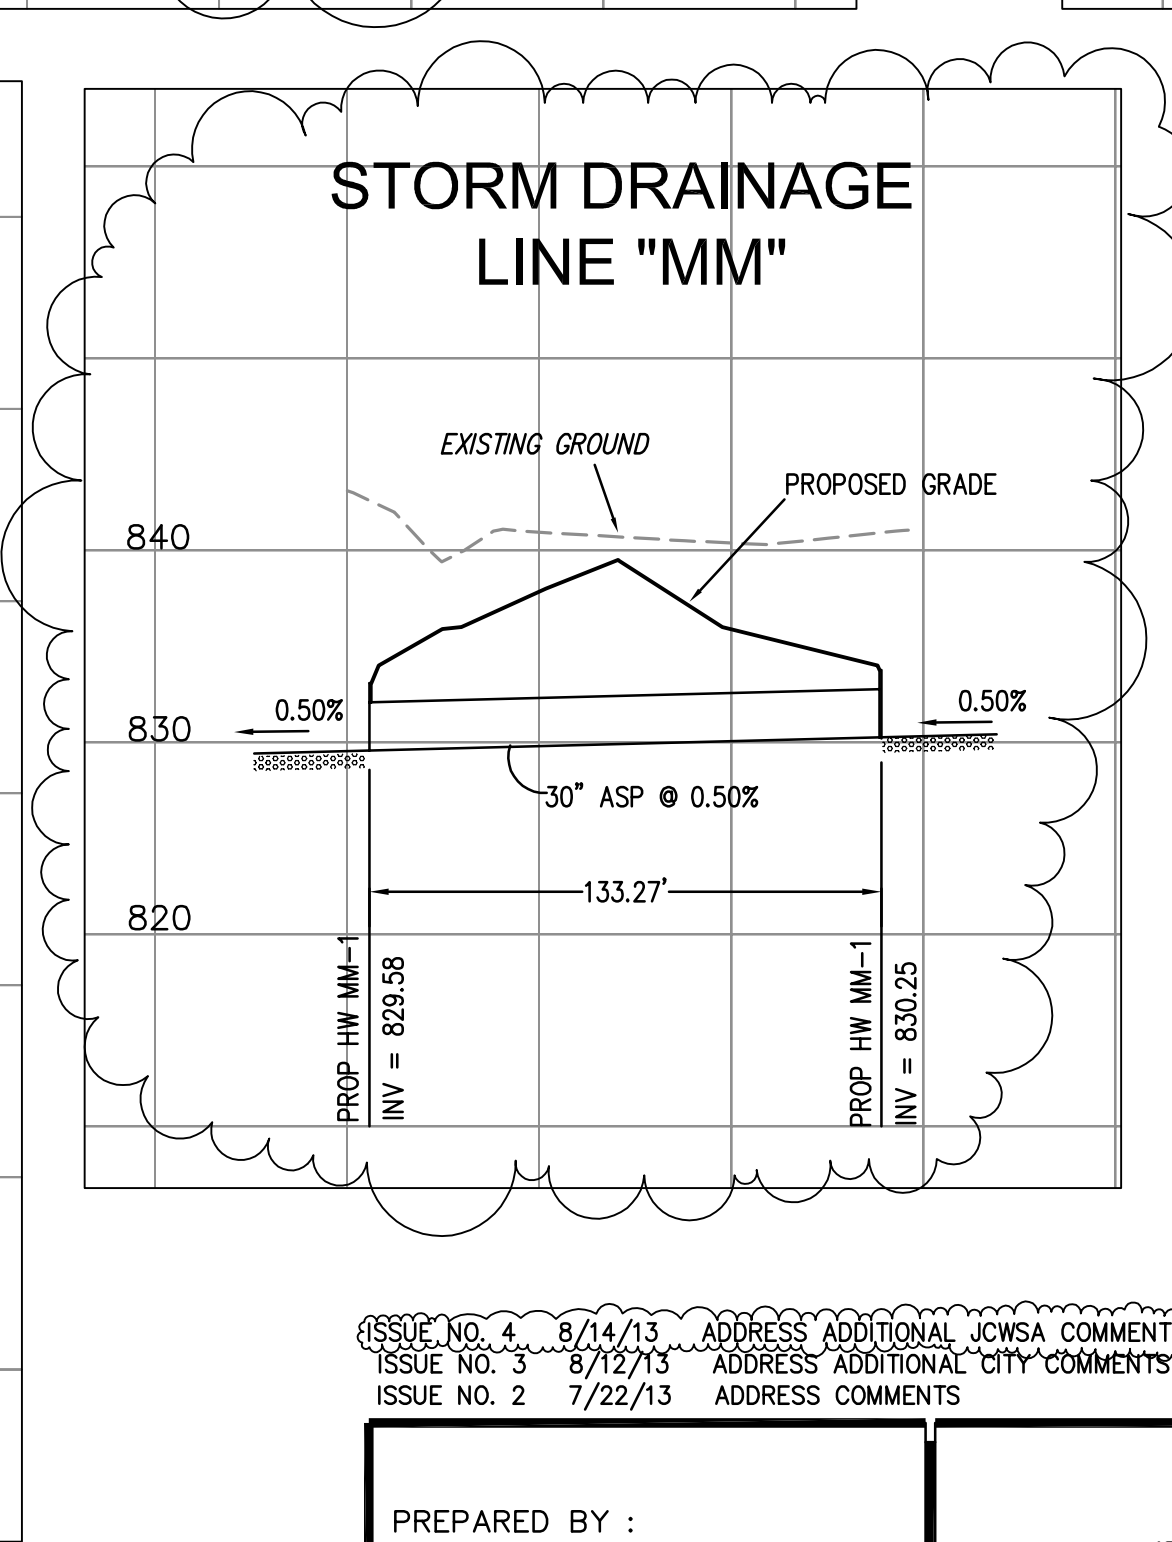 STORM DRAINAGE
LINE "MM"
EXISTING GROUND
PROPOSED GRADE
840
0.50%
0.50%
830
30" ASP @ 0.50%
133.27'
820
PROP HW MM-1
INV = 829.58
PROP HW MM-1
INV = 830.25
ISSUE NO. 4 8/14/13 ADDRESS ADDITIONAL JCWSA COMMENT
ISSUE NO. 3 8/12/13 ADDRESS ADDITIONAL CITY COMMENTS
ISSUE NO. 2 7/22/13 ADDRESS COMMENTS
PREPARED BY :